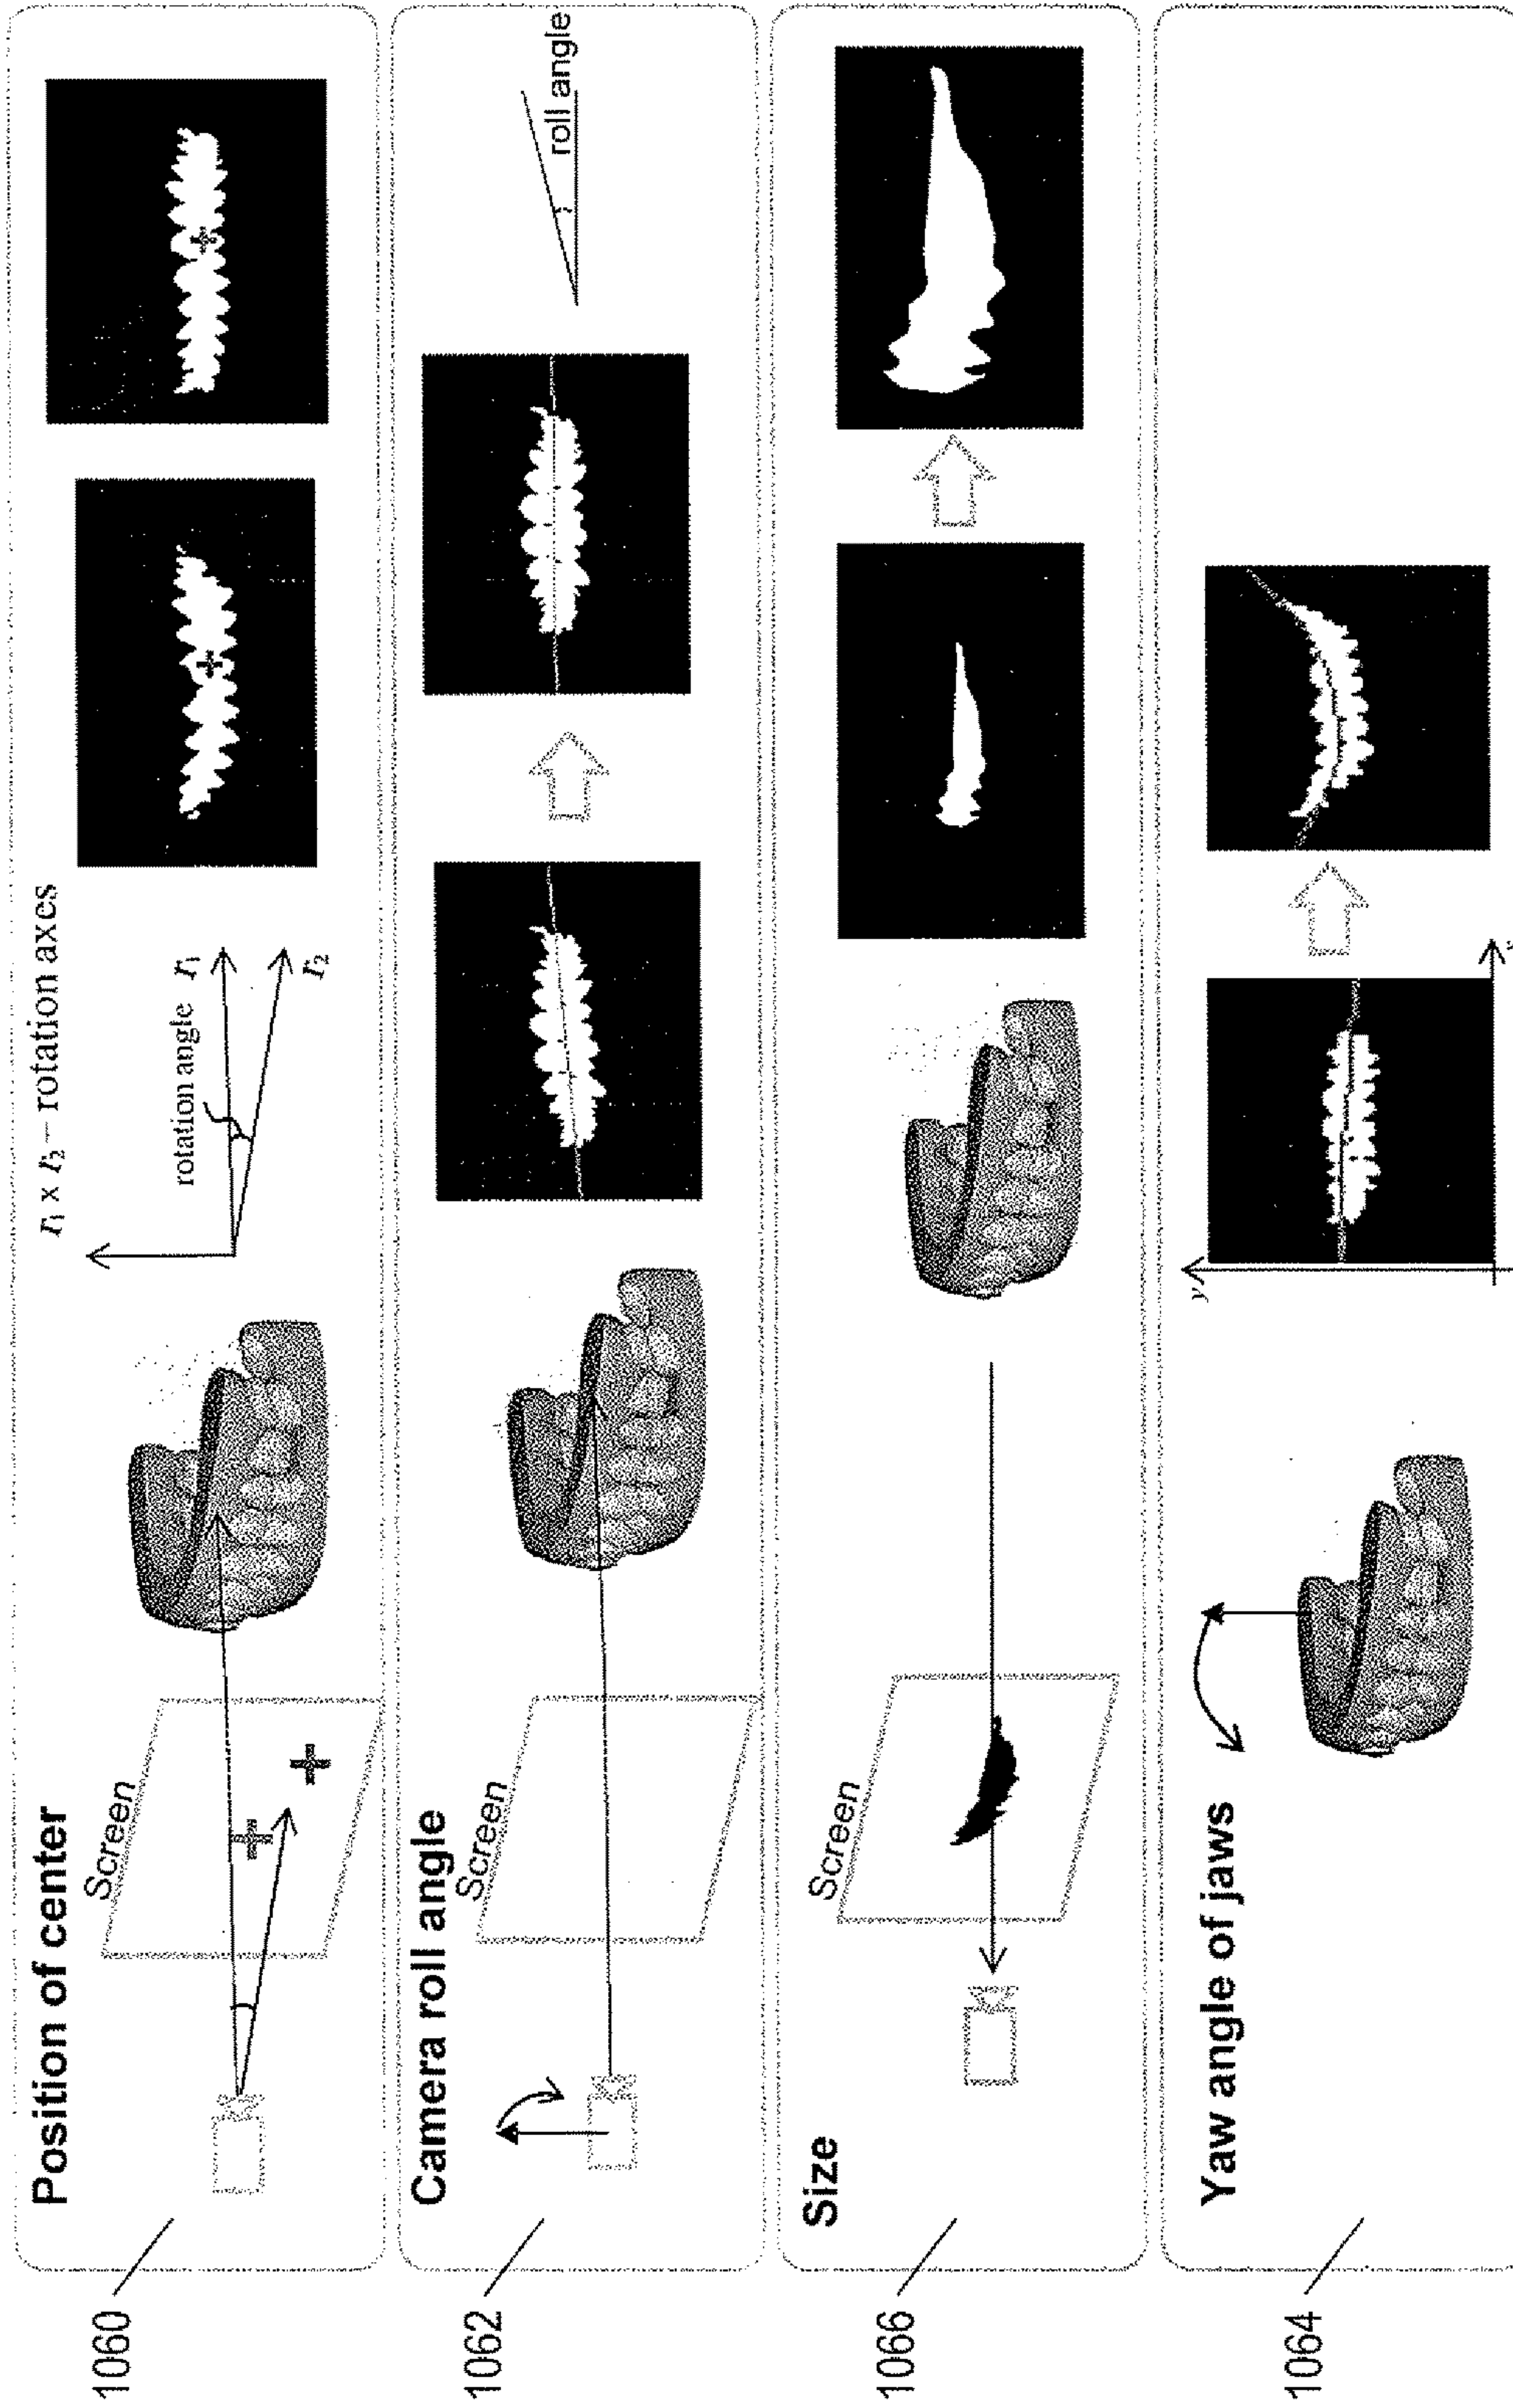 1060
Position of center
Screen
r₁ x r₂ – rotation axes
rotation angle
r₁
r₂
1062
Camera roll angle
Screen
roll angle
1066
Size
Screen
1064
Yaw angle of jaws
y